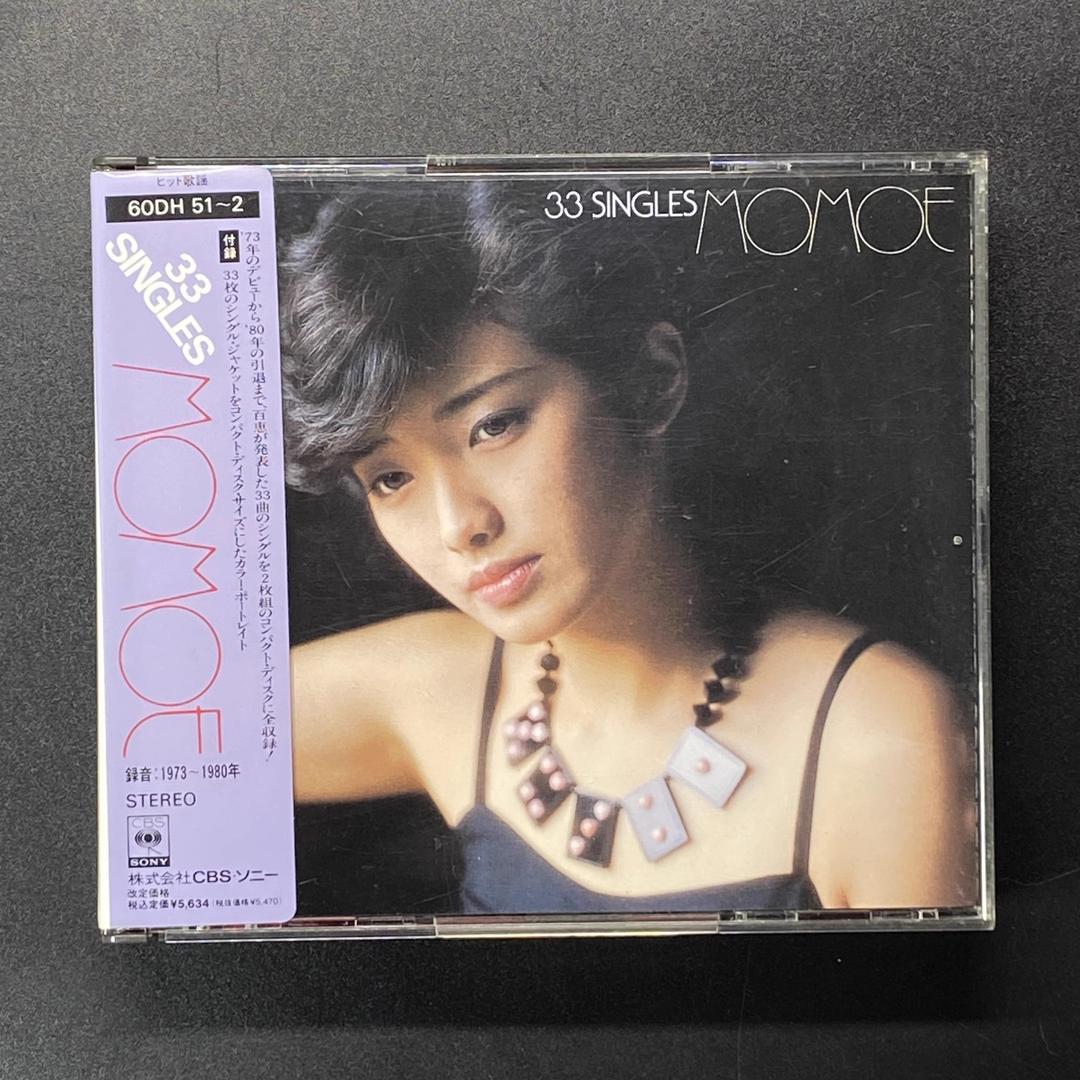 ヒット歌謡
60DH 51~2
33
SINGLES
MOMOE
付録
'73年のデビューから'80年の引退まで、百恵が発表した33曲のシングルを2枚組のコンパクト・ディスクに全収録!
33枚のシングル・ジャケットをコンパクト・ディスク・サイズにしたカラー・ポートレイト
録音:1973~1980年
STEREO
CBS
SONY
株式会社CBS・ソニー
改定価格
税込定価¥5,634(税抜価格¥5,470)
33 SINGLES MOMOE